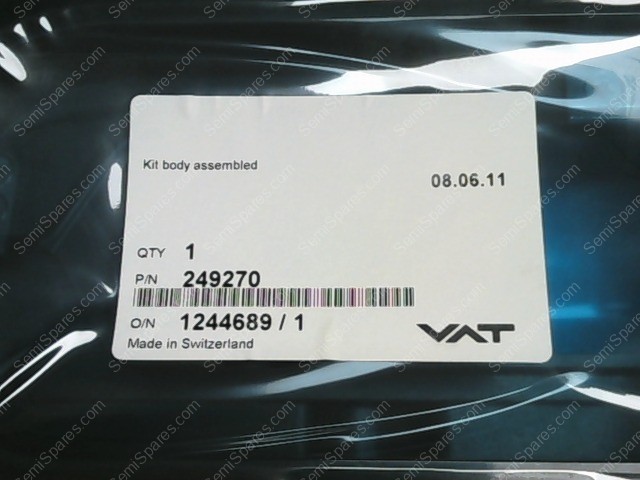 Kit body assembled
08.06.11
QTY 1
P/N 249270
O/N 1244689 / 1
VAT
Made in Switzerland
SemiSpares.com